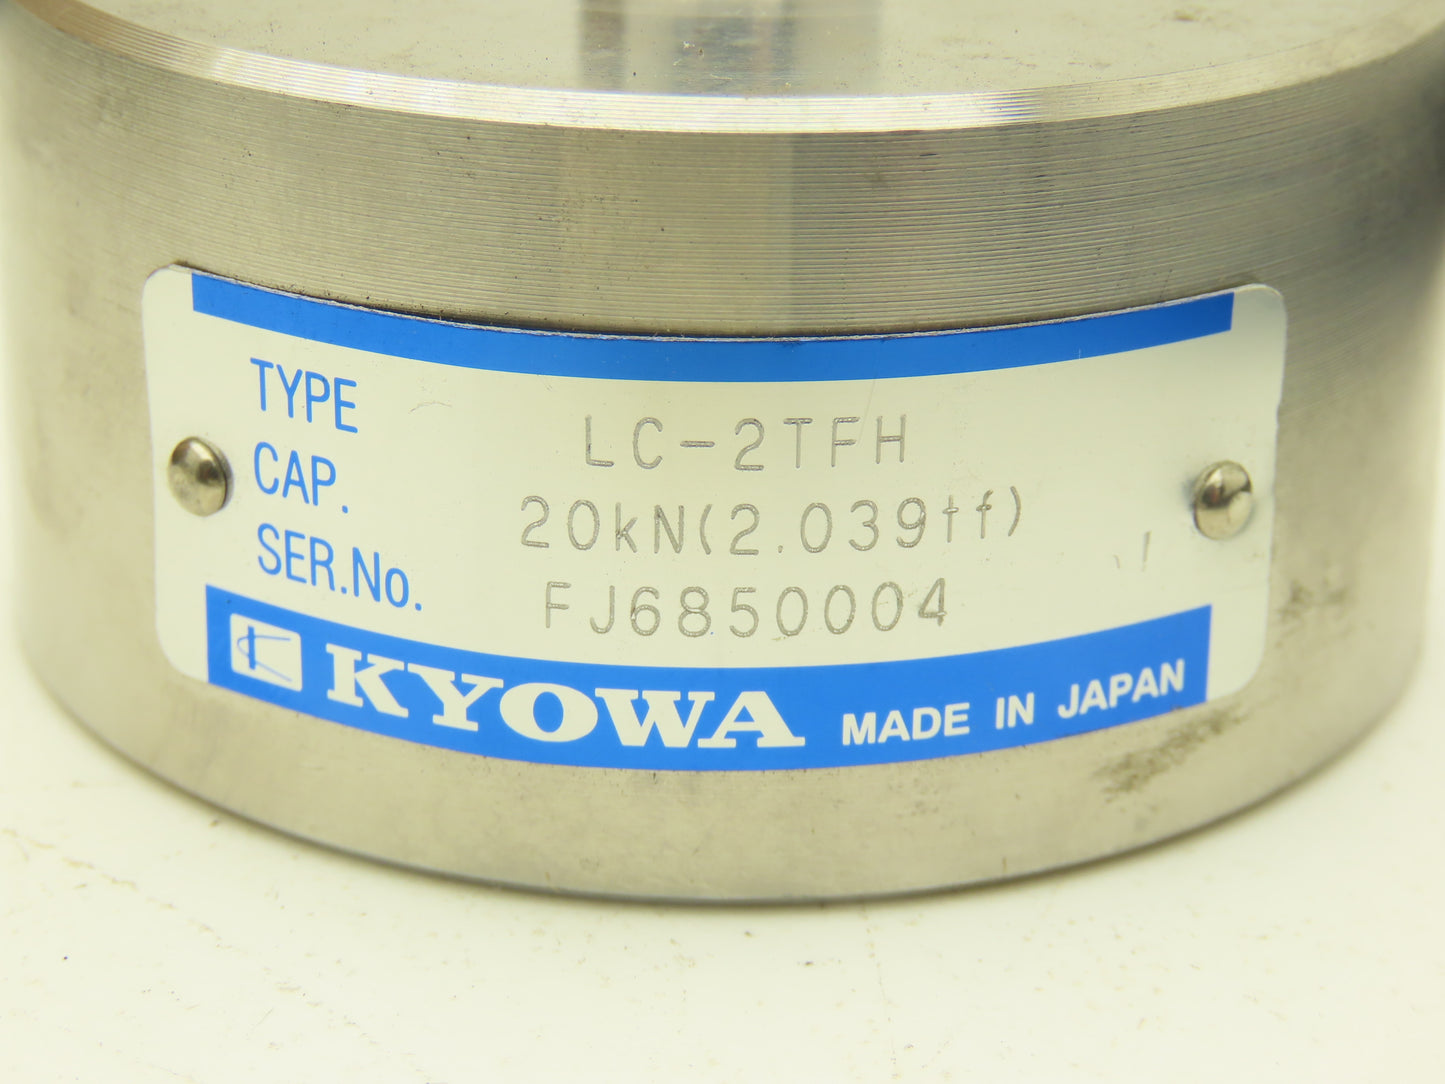 TYPE LC-2TFH
CAP. 20kN(2.039tf)
SER.No. FJ6850004
K KYOWA MADE IN JAPAN